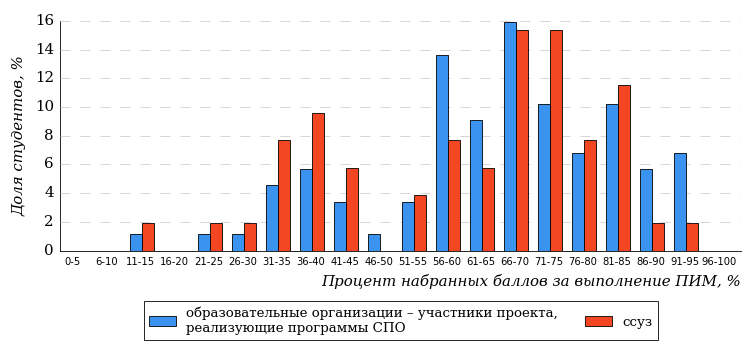 Доля студентов, %
16
14
12
10
8
6
4
2
0
0-5 6-10 11-15 16-20 21-25 26-30 31-35 36-40 41-45 46-50 51-55 56-60 61-65 66-70 71-75 76-80 81-85 86-90 91-95 96-100
Процент набранных баллов за выполнение ПИМ, %
образовательные организации – участники проекта,
реализующие программы СПО
ссуз